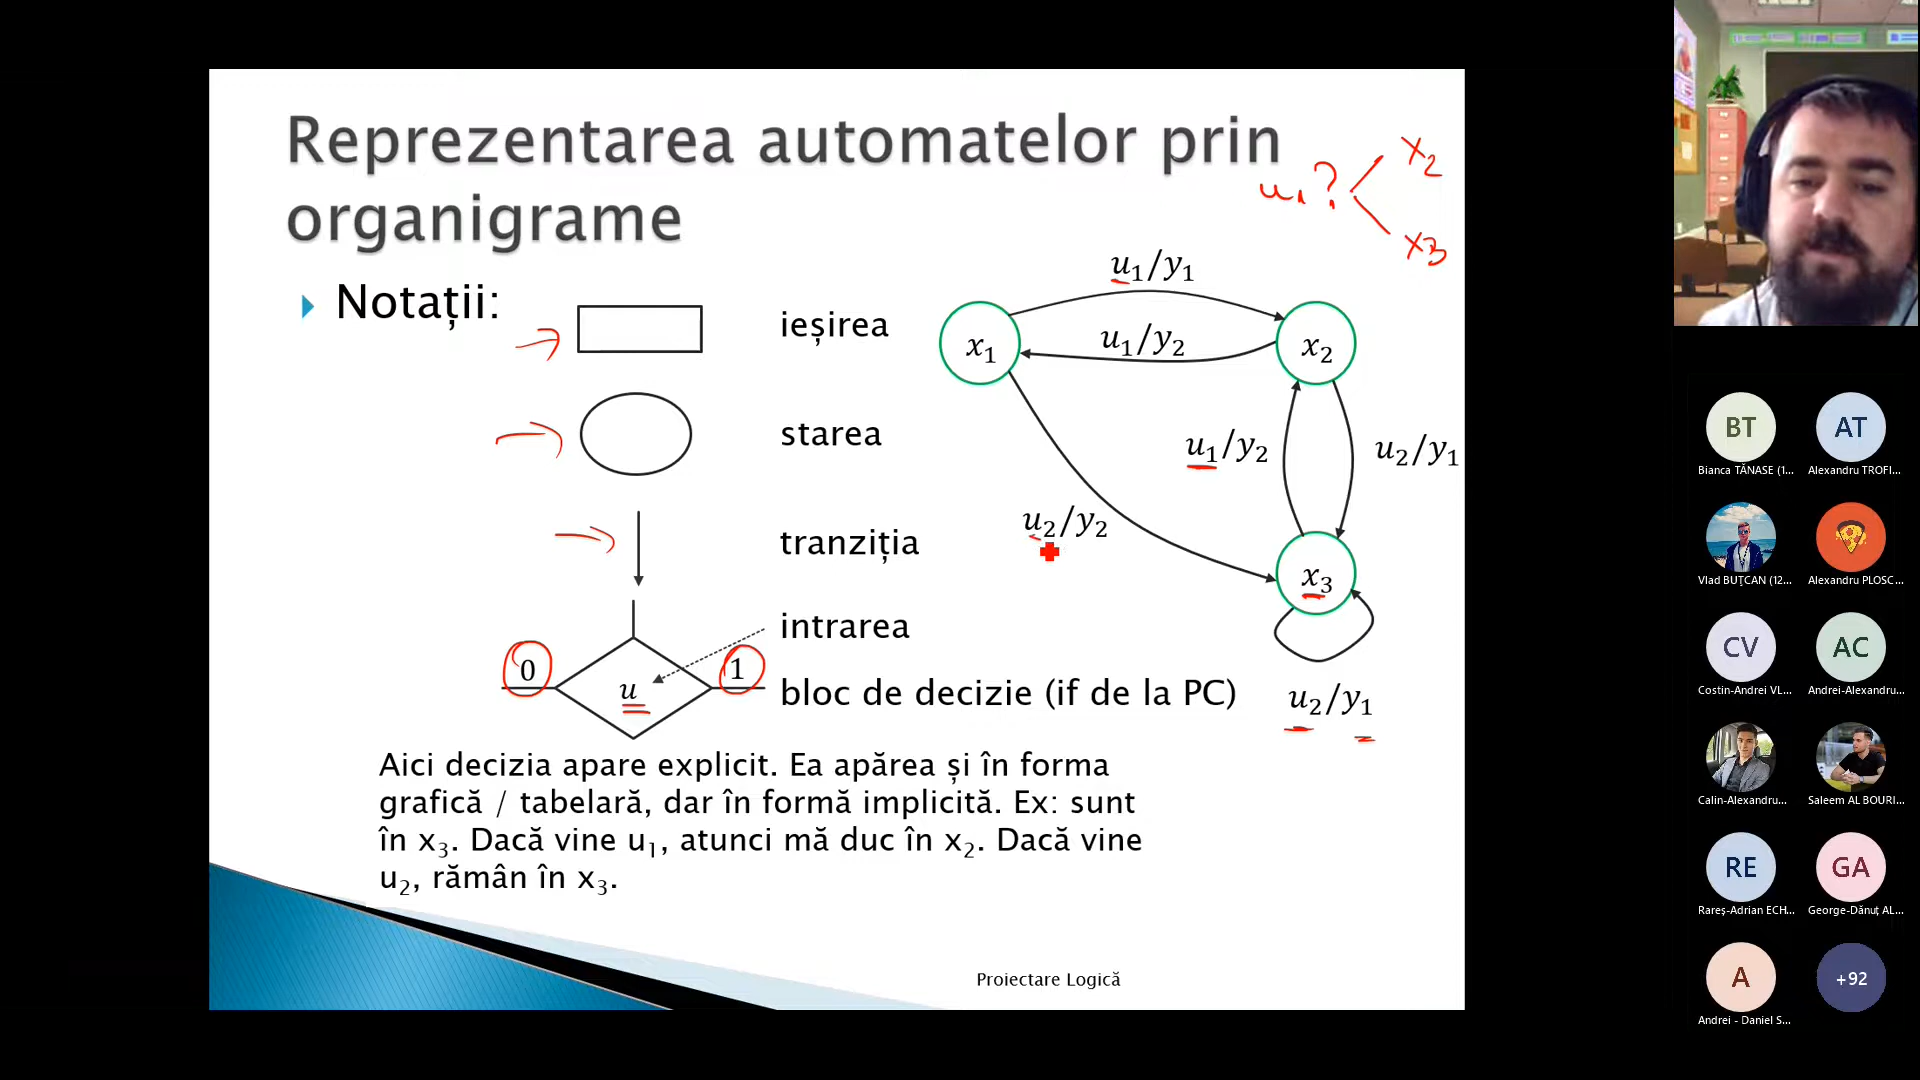 Reprezentarea automatelor prin
organigrame
u₁? x₂
x₃
Notații:
ieșirea
starea
tranziția
intrarea
0 u 1
bloc de decizie (if de la PC)
u₁/y₁
x₁ u₁/y₂ x₂
u₁/y₂ u₂/y₁
u₂/y₂
x₃
u₂/y₁
Aici decizia apare explicit. Ea apărea și în forma
grafică / tabelară, dar în formă implicită. Ex: sunt
în x₃. Dacă vine u₁, atunci mă duc în x₂. Dacă vine
u₂, rămân în x₃.
Proiectare Logică
BT AT
Bianca TĂNASE (1... Alexandru TROFI...
Vlad BUȚCAN (12... Alexandru PLOSC...
CV AC
Costin-Andrei VL... Andrei-Alexandru...
Calin-Alexandru... Saleem AL BOURI...
RE GA
Rareș-Adrian ECH... George-Dănuț AL...
A +92
Andrei - Daniel S...